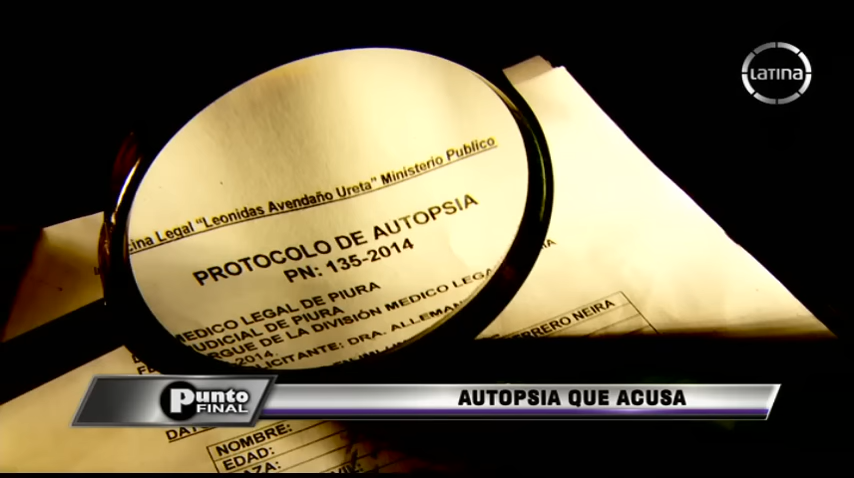 LATINA
cina Legal "Leonidas Avendaño Ureta" Ministerio Publico
PROTOCOLO DE AUTOPSIA
PN: 135-2014
MEDICO LEGAL DE PIURA
UDICIAL DE PIURA
RGUE DE LA DIVISIÓN MEDICO LEGA
2014.
LICITANTE: DRA. ALLEMAN
RRERO NEIRA
Punto
FINAL
AUTOPSIA QUE ACUSA
NOMBRE:
EDAD: